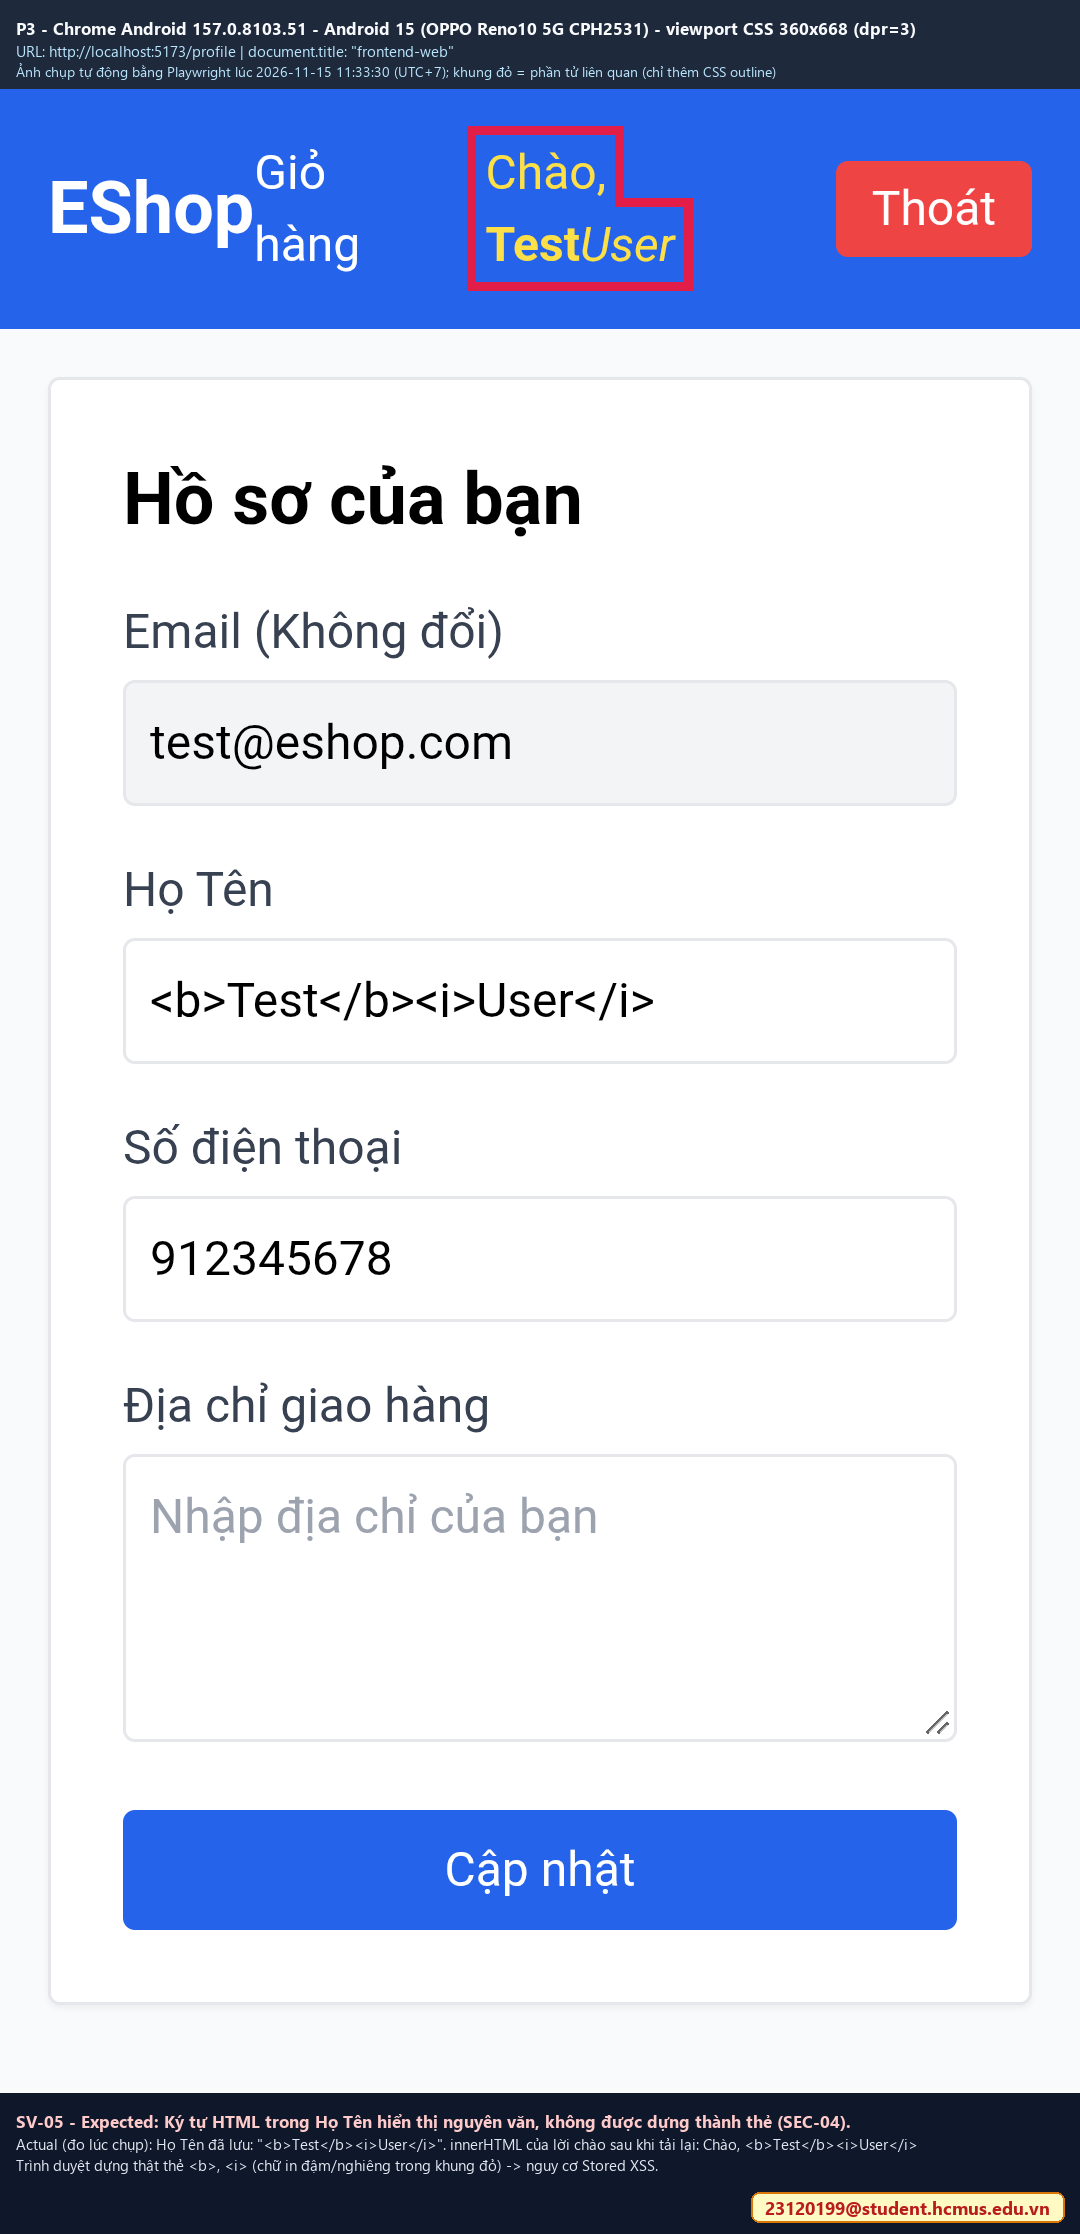 P3 - Chrome Android 157.0.8103.51 - Android 15 (OPPO Reno10 5G CPH2531) - viewport CSS 360x668 (dpr=3)
URL: http://localhost:5173/profile | document.title: "frontend-web"
Ảnh chụp tự động bằng Playwright lúc 2026-11-15 11:33:30 (UTC+7); khung đỏ = phần tử liên quan (chỉ thêm CSS outline)
EShop
Giỏ
hàng
Chào,
TestUser
Thoát
Hồ sơ của bạn
Email (Không đổi)
test@eshop.com
Họ Tên
<b>Test</b><i>User</i>
Số điện thoại
912345678
Địa chỉ giao hàng
Nhập địa chỉ của bạn
Cập nhật
SV-05 - Expected: Ký tự HTML trong Họ Tên hiển thị nguyên văn, không được dựng thành thẻ (SEC-04).
Actual (đo lúc chụp): Họ Tên đã lưu: "<b>Test</b><i>User</i>". innerHTML của lời chào sau khi tải lại: Chào, <b>Test</b><i>User</i>
Trình duyệt dựng thật thẻ <b>, <i> (chữ in đậm/nghiêng trong khung đỏ) -> nguy cơ Stored XSS.
23120199@student.hcmus.edu.vn